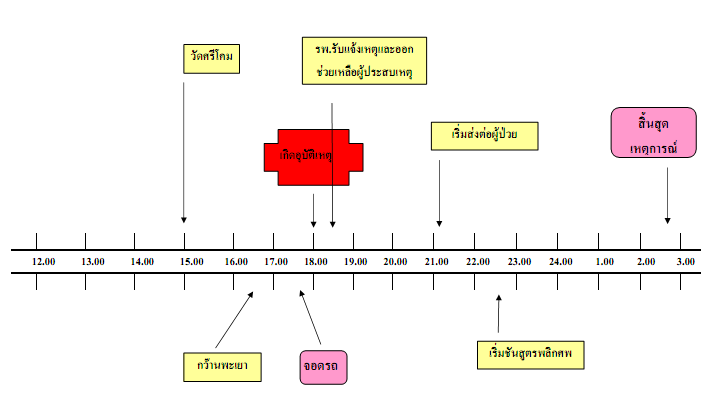 วัดศรีโคม
รพ.รับแจ้งเหตุและออก
ช่วยเหลือผู้ประสบเหตุ
เกิดอุบัติเหตุ
เริ่มส่งต่อผู้ป่วย
สิ้นสุด
เหตุการณ์
12.00 13.00 14.00 15.00 16.00 17.00 18.00 19.00 20.00 21.00 22.00 23.00 24.00 1.00 2.00 3.00
กว๊านพะเยา
จอดรถ
เริ่มชันสูตรพลิกศพ